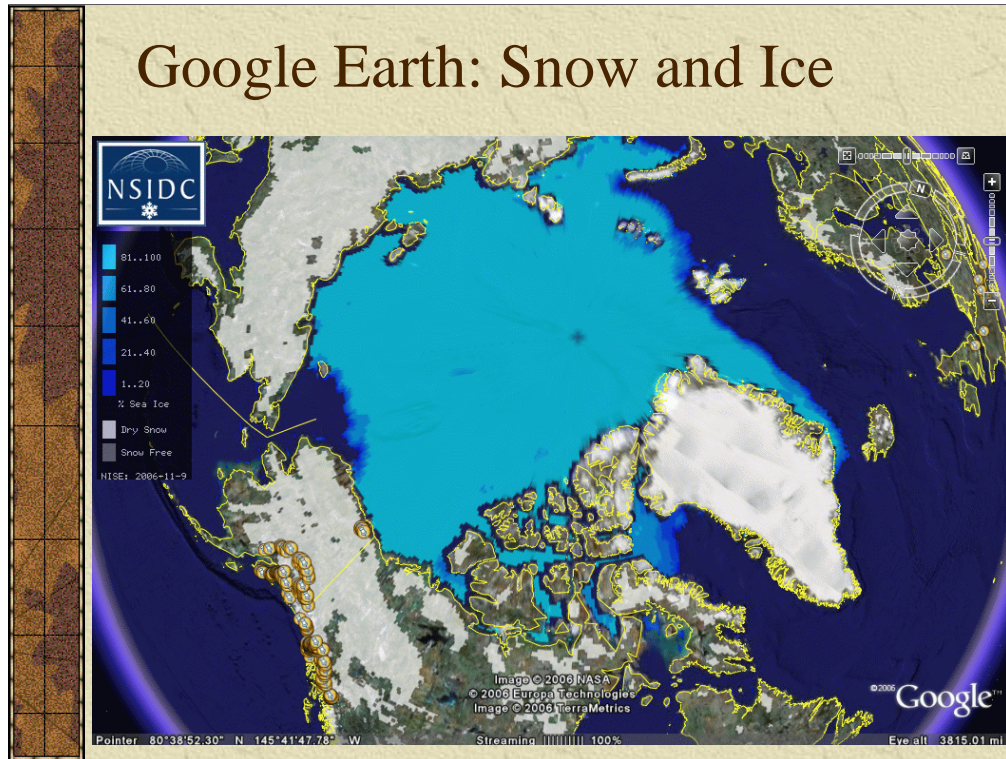 Google Earth: Snow and Ice
NSIDC
N
81..100
61..80
41..60
21..40
1..20
% Sea Ice
Dry Snow
Snow Free
NISE: 2006-11-9
Image © 2006 NASA
© 2006 Europa Technologies
Image © 2006 TerraMetrics
©2006 Google™
Pointer 80°38'52.30" N 145°41'47.78" W Streaming |||||||||| 100% Eye alt 3815.01 mi